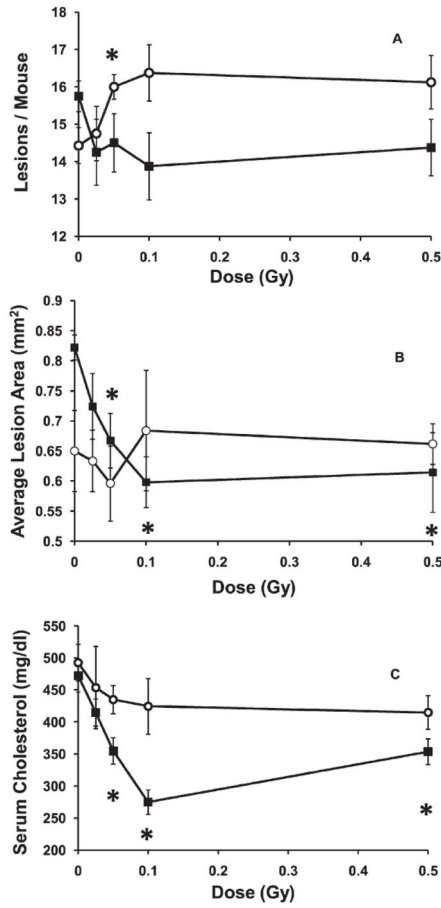 18
17
16
15
14
13
12
Lesions / Mouse
*
A
0 0.1 0.2 0.3 0.4 0.5
Dose (Gy)
0.9
0.85
0.8
0.75
0.7
0.65
0.6
0.55
0.5
Average Lesion Area (mm²)
B
*
* *
0 0.1 0.2 0.3 0.4 0.5
Dose (Gy)
550
500
450
400
350
300
250
200
Serum Cholesterol (mg/dl)
C
*
* *
0 0.1 0.2 0.3 0.4 0.5
Dose (Gy)